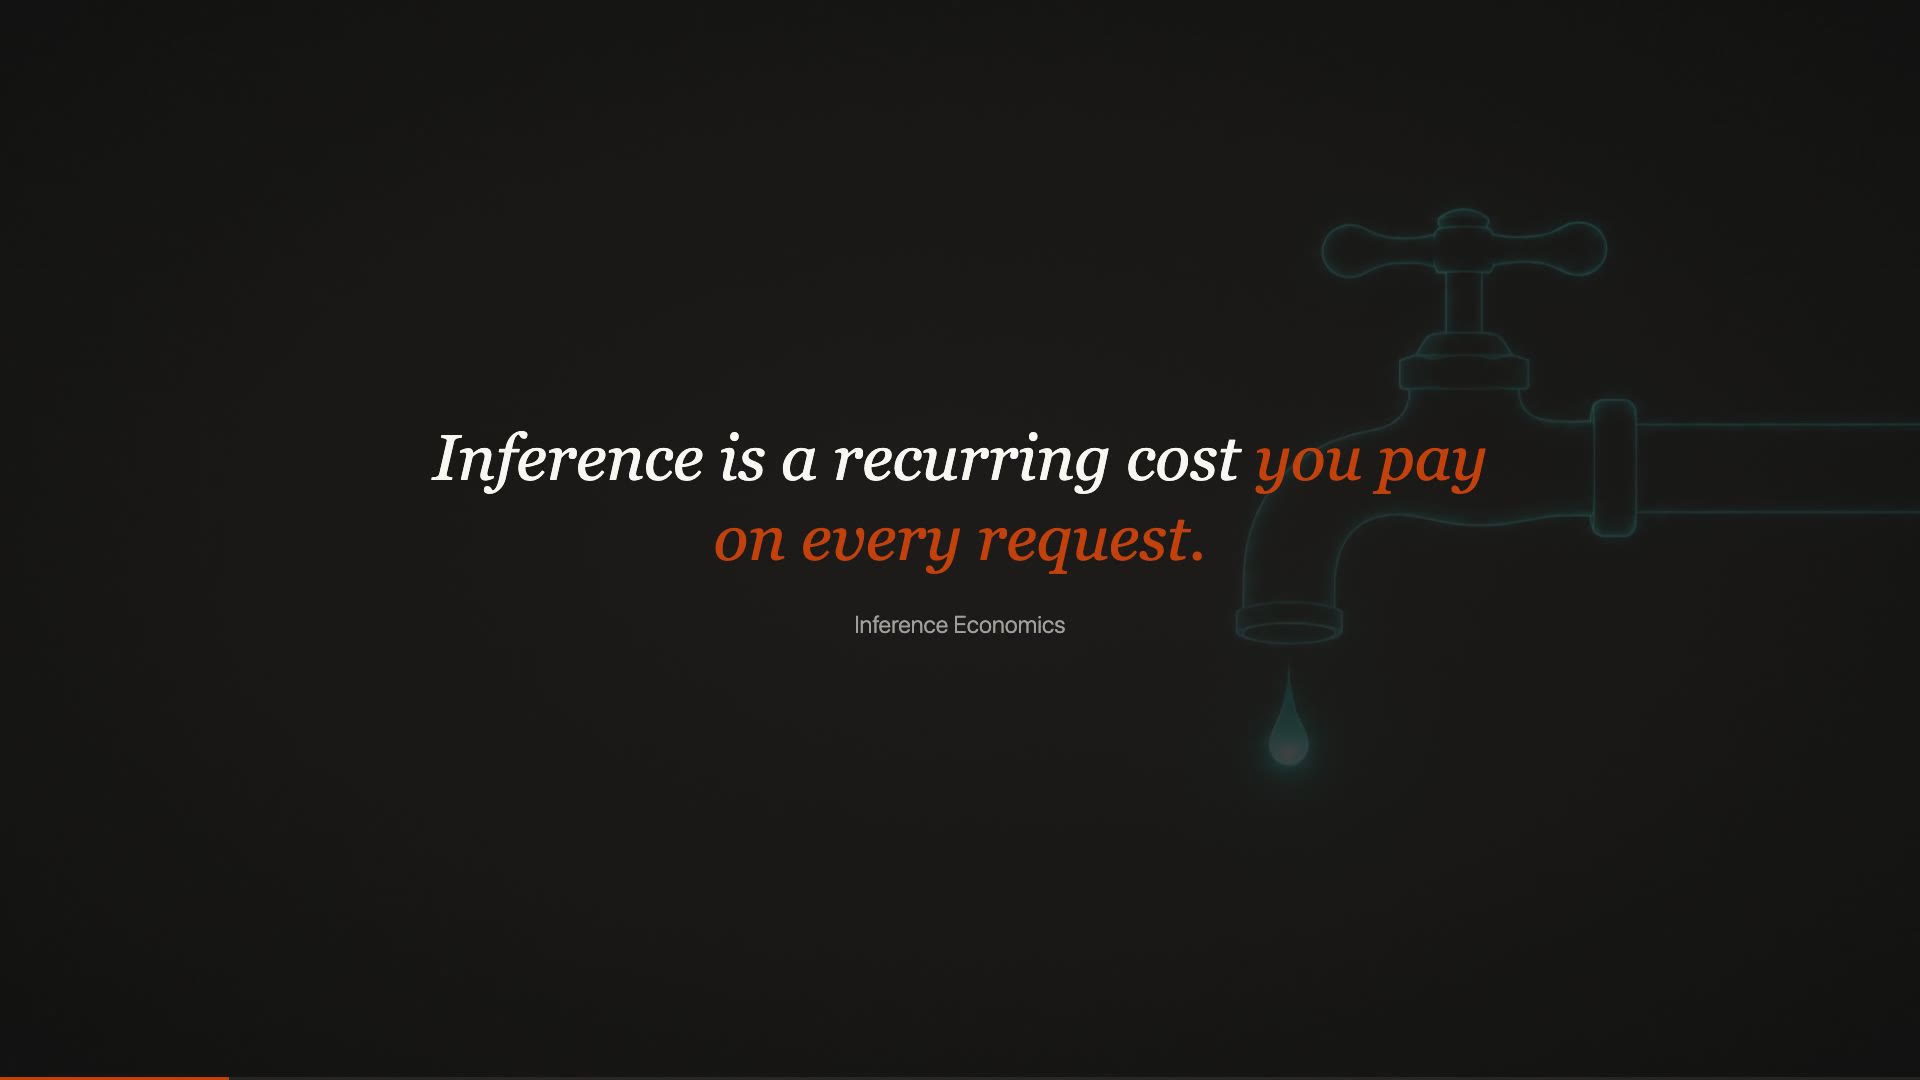 Inference is a recurring cost you pay
on every request.
Inference Economics